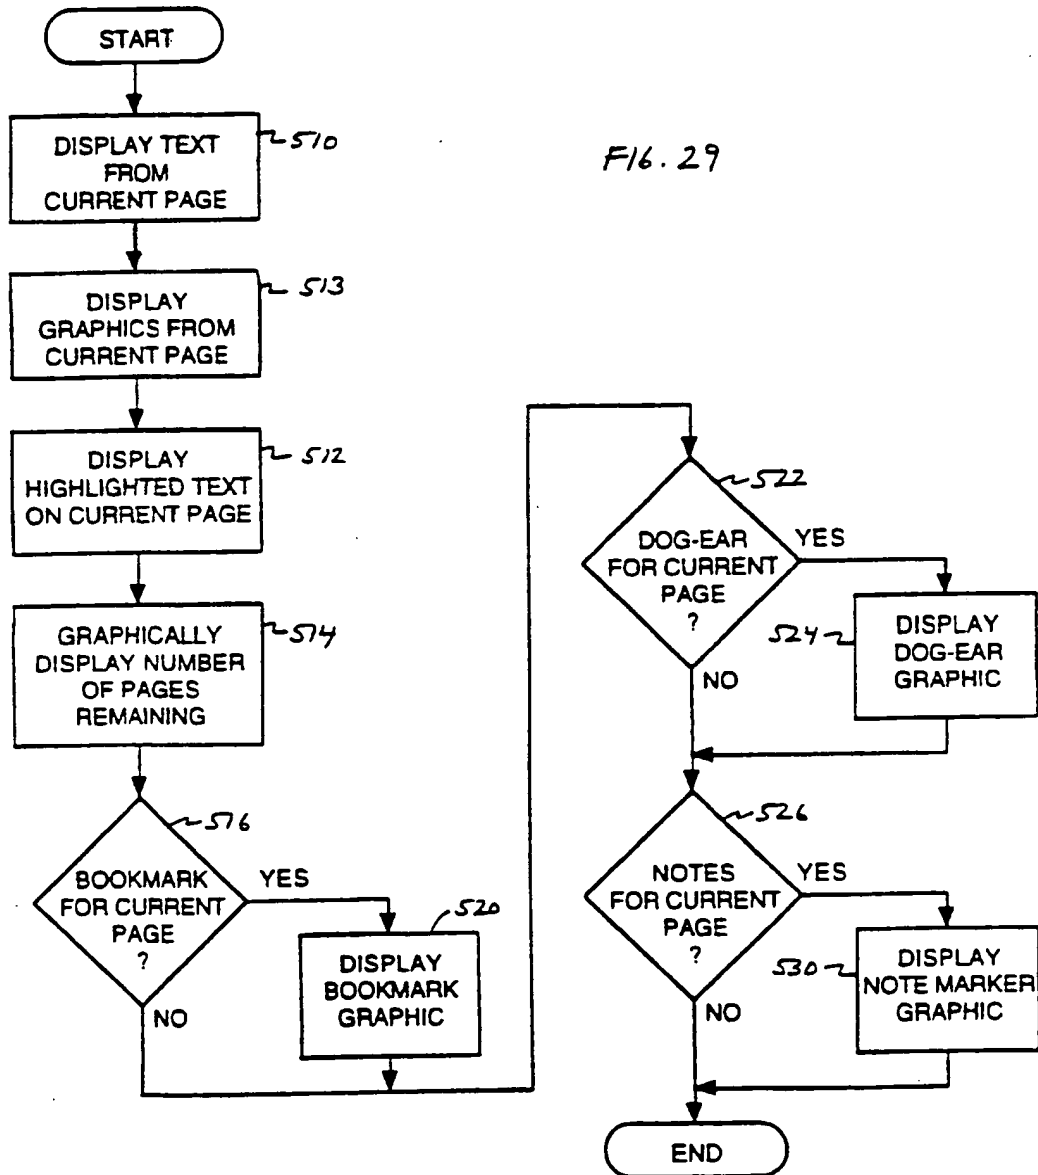 START
DISPLAY TEXT
FROM
CURRENT PAGE
510
FIG. 29
DISPLAY
GRAPHICS FROM
CURRENT PAGE
513
DISPLAY
HIGHLIGHTED TEXT
ON CURRENT PAGE
512
GRAPHICALLY
DISPLAY NUMBER
OF PAGES
REMAINING
514
BOOKMARK
FOR CURRENT
PAGE
?
516
YES
NO
520
DISPLAY
BOOKMARK
GRAPHIC
DOG-EAR
FOR CURRENT
PAGE
?
522
YES
NO
524
DISPLAY
DOG-EAR
GRAPHIC
NOTES
FOR CURRENT
PAGE
?
526
YES
NO
530
DISPLAY
NOTE MARKER
GRAPHIC
END